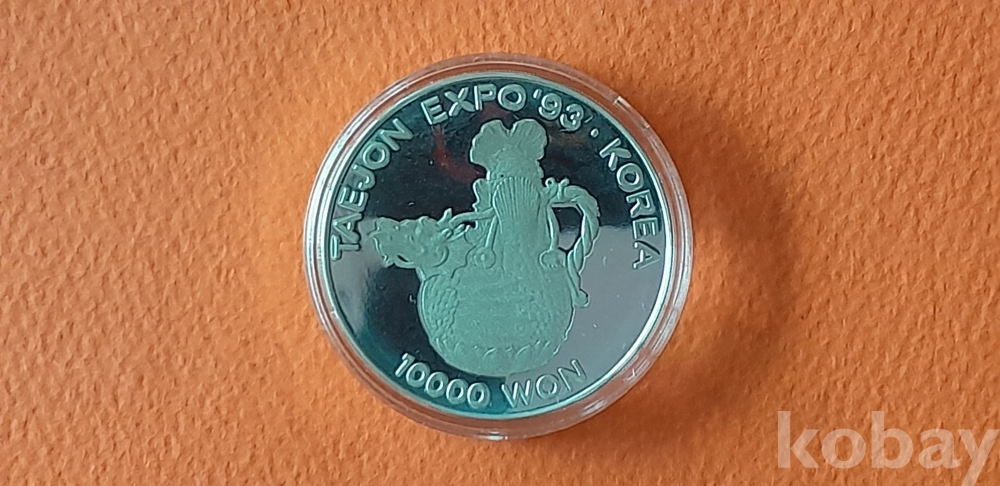 TAEJON EXPO '93 · KOREA
10000 WON
kobay